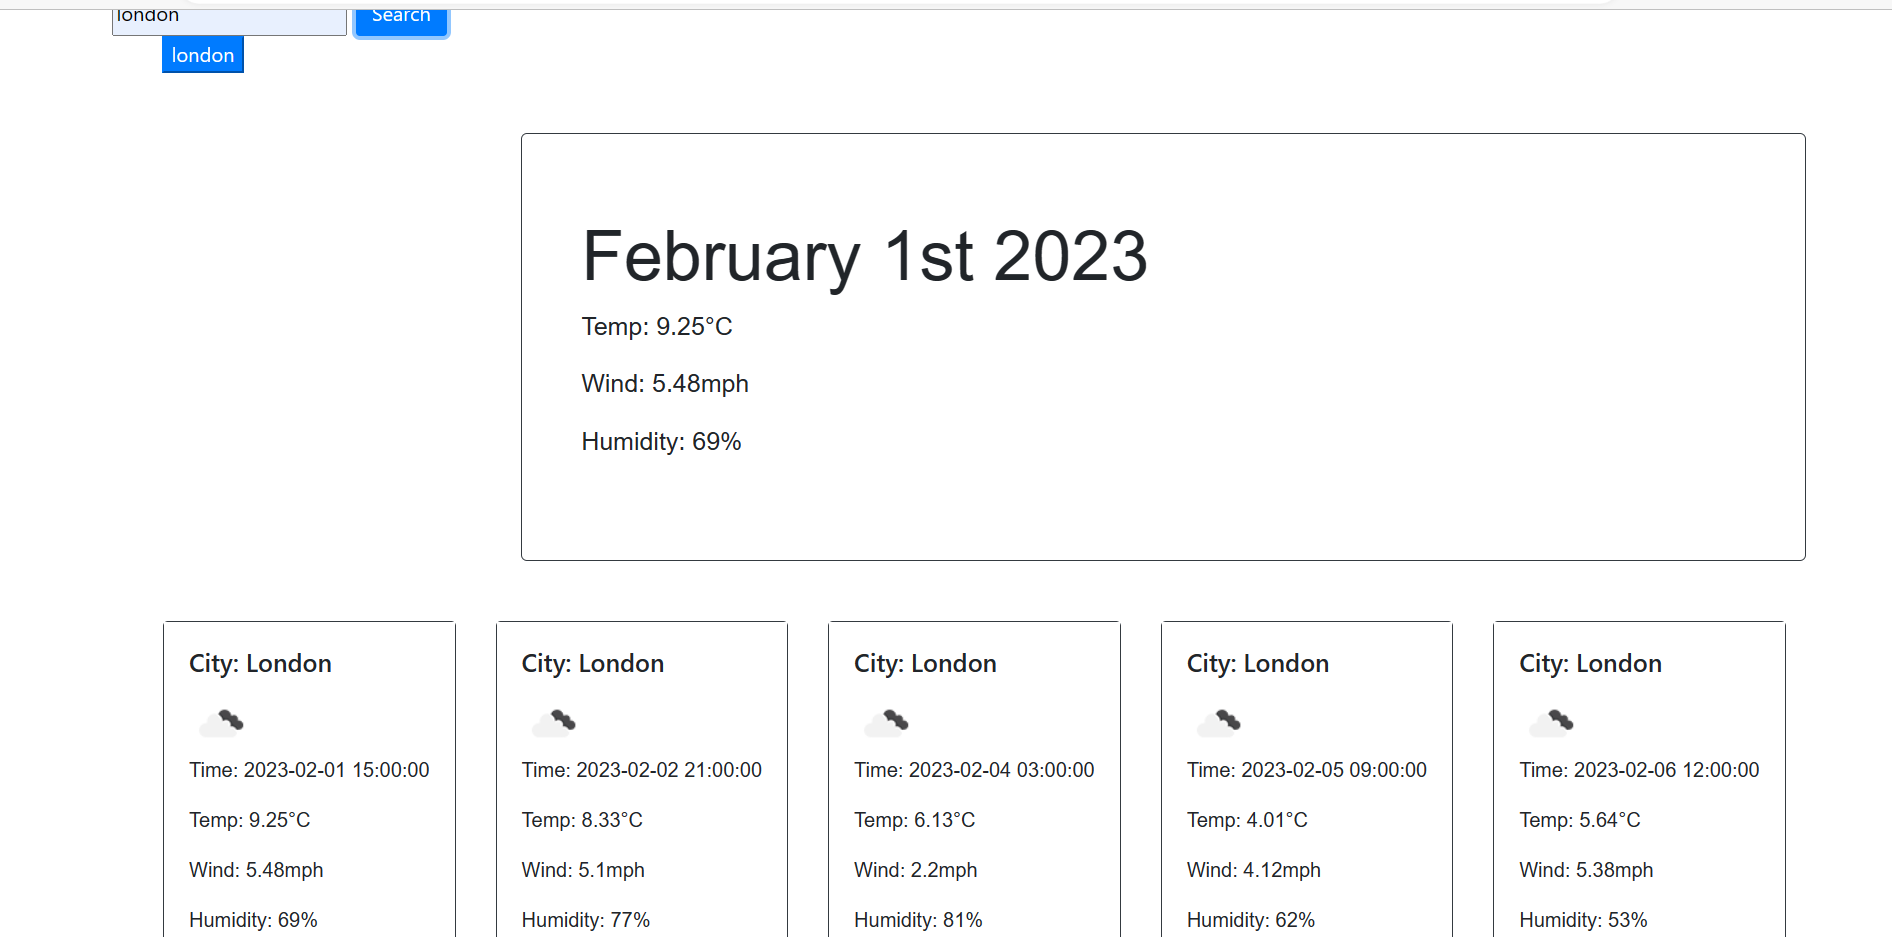 london
Search
london
February 1st 2023
Temp: 9.25°C
Wind: 5.48mph
Humidity: 69%
City: London
Time: 2023-02-01 15:00:00
Temp: 9.25°C
Wind: 5.48mph
Humidity: 69%
City: London
Time: 2023-02-02 21:00:00
Temp: 8.33°C
Wind: 5.1mph
Humidity: 77%
City: London
Time: 2023-02-04 03:00:00
Temp: 6.13°C
Wind: 2.2mph
Humidity: 81%
City: London
Time: 2023-02-05 09:00:00
Temp: 4.01°C
Wind: 4.12mph
Humidity: 62%
City: London
Time: 2023-02-06 12:00:00
Temp: 5.64°C
Wind: 5.38mph
Humidity: 53%